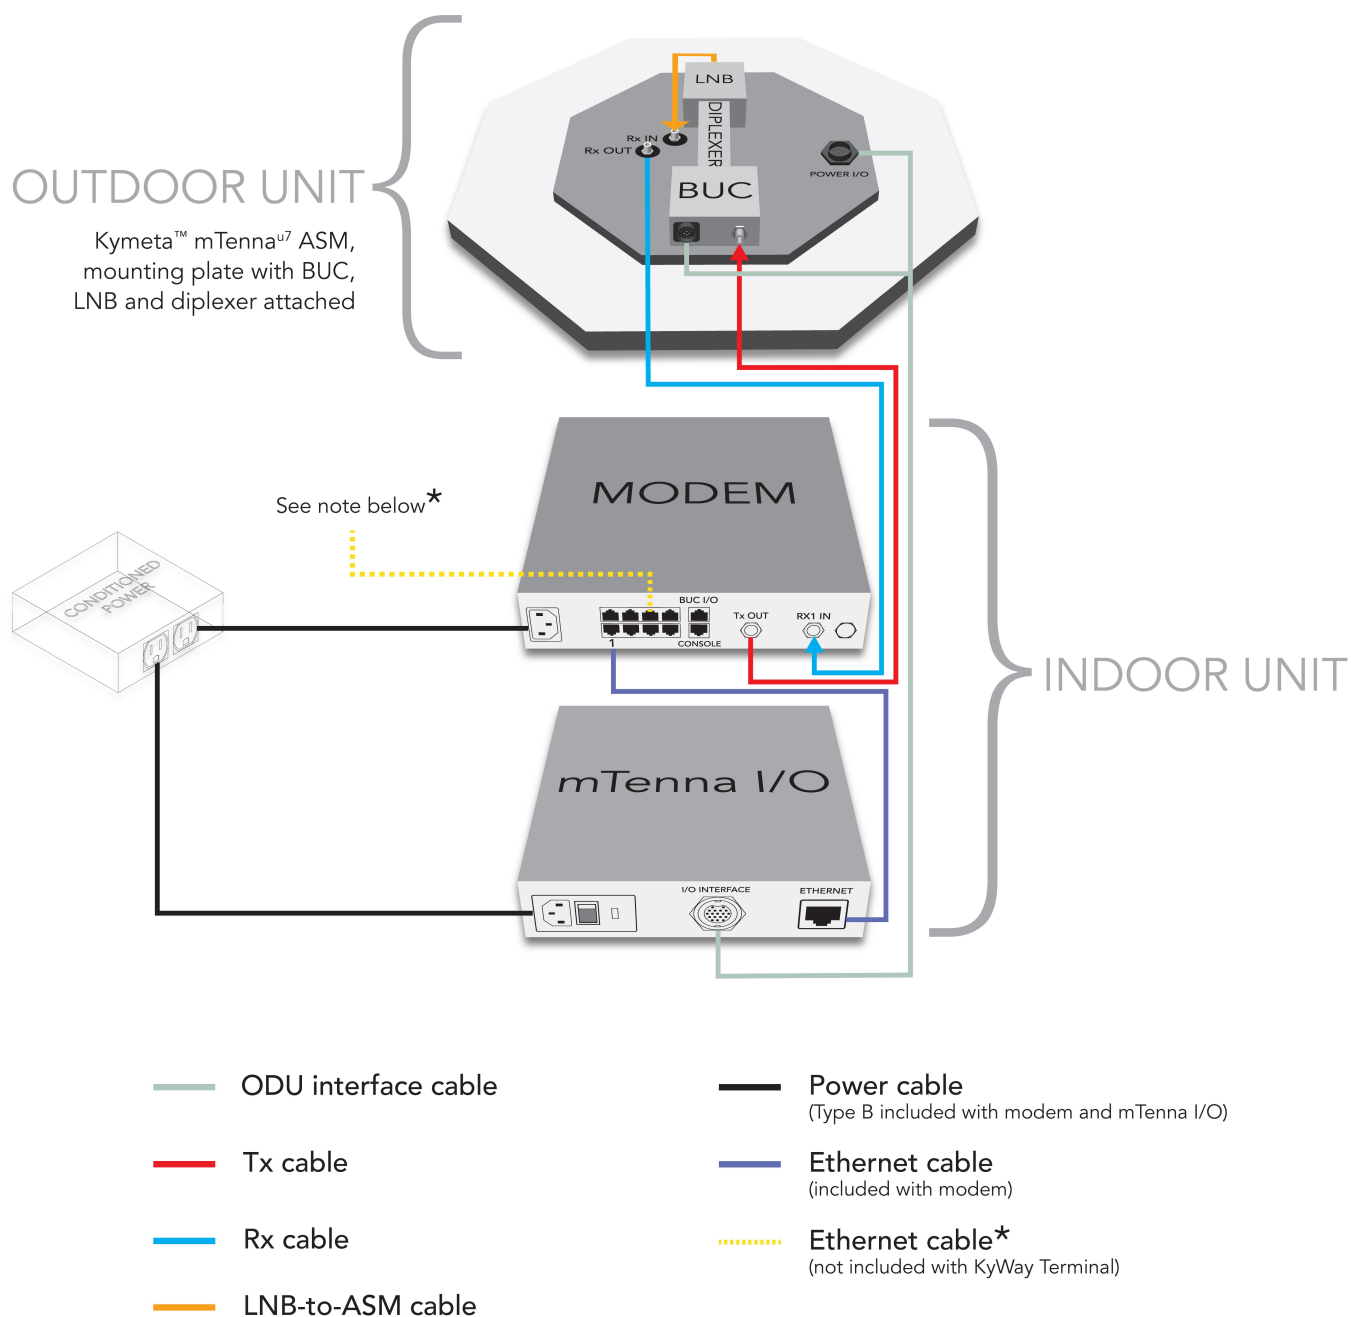 LNB
DIPLEXER
Rx IN
Rx OUT
POWER I/O
BUC
OUTDOOR UNIT
Kymeta™ mTennaᵘ⁷ ASM,
mounting plate with BUC,
LNB and diplexer attached
MODEM
See note below*
CONDITIONED
POWER
BUC I/O
Tx OUT
RX1 IN
1
CONSOLE
INDOOR UNIT
mTenna I/O
I/O INTERFACE
ETHERNET
ODU interface cable
Tx cable
Rx cable
LNB-to-ASM cable
Power cable
(Type B included with modem and mTenna I/O)
Ethernet cable
(included with modem)
Ethernet cable*
(not included with KyWay Terminal)